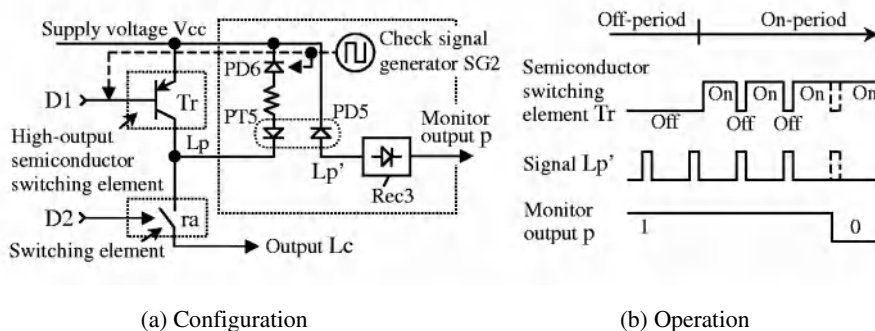 Supply voltage Vcc
PD6
Check signal
generator SG2
D1
Tr
PT5
PD5
Monitor
output p
High-output
semiconductor
switching element
Lp
Lp’
Rec3
D2
ra
Switching element
Output Lc
(a) Configuration
Off-period
On-period
Semiconductor
switching
element Tr
On On On On
Off Off Off
Signal Lp’
Monitor
output p
1
0
(b) Operation